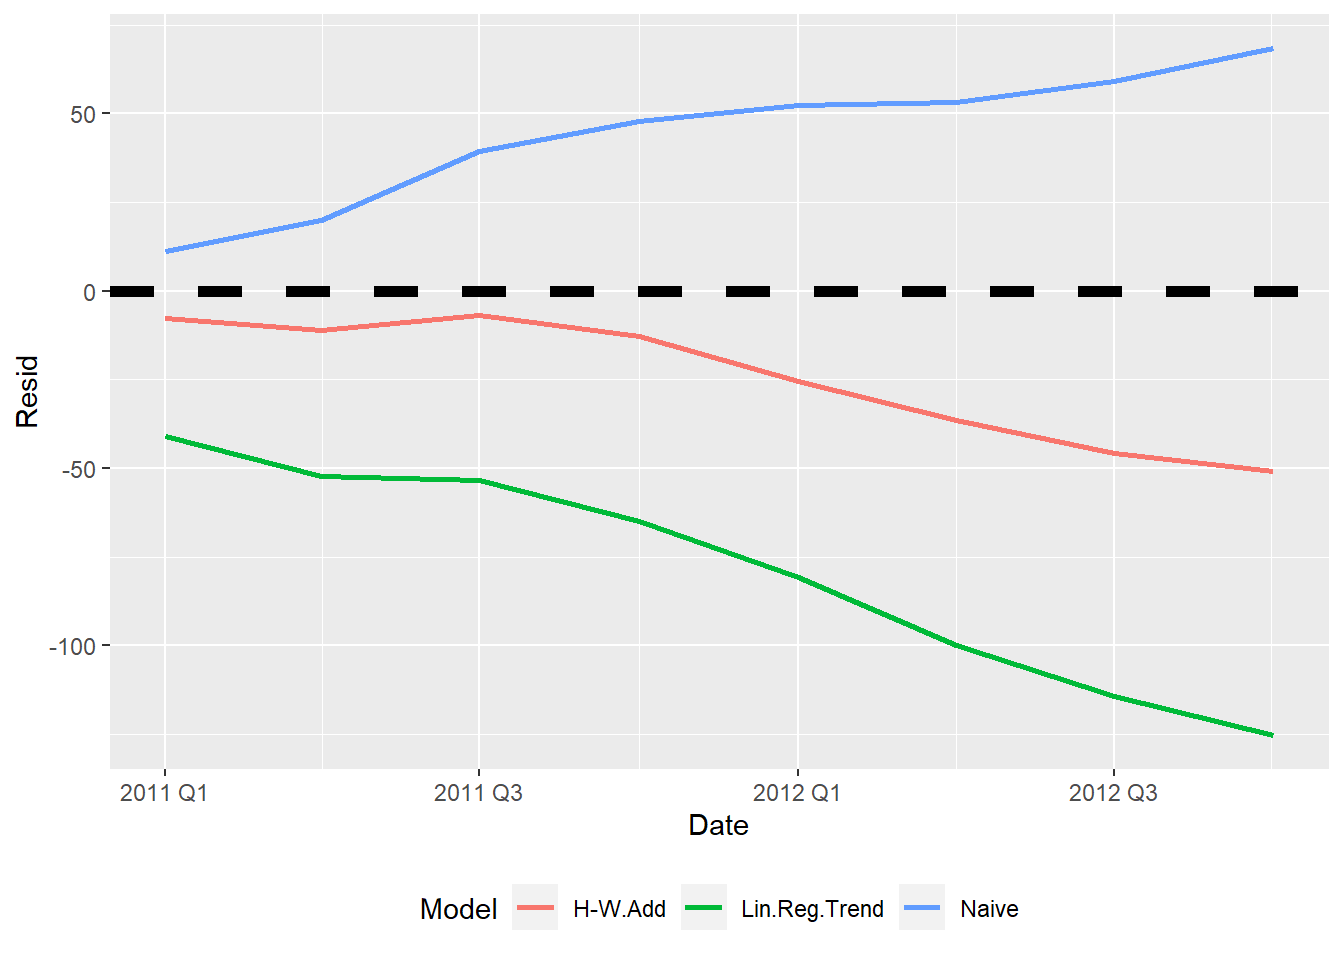 50
0
-50
-100
Resid
2011 Q1 2011 Q3 2012 Q1 2012 Q3
Date
Model H-W.Add Lin.Reg.Trend Naive